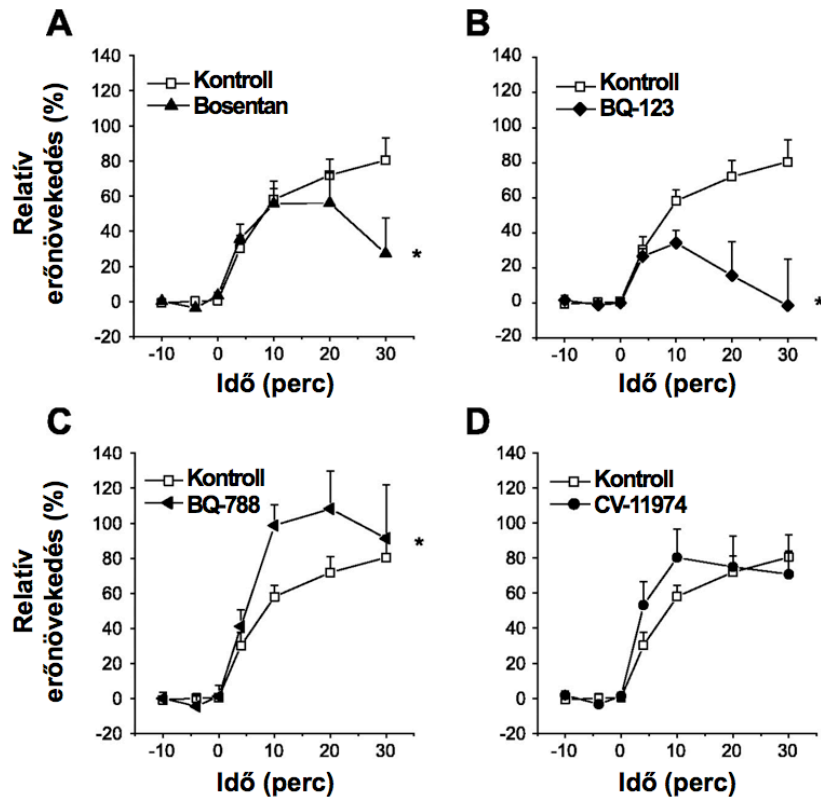 A
Relatív
erőnövekedés (%)
140
120
100
80
60
40
20
0
-20
Kontroll
Bosentan
*
-10 0 10 20 30
Idő (perc)
B
140
120
100
80
60
40
20
0
-20
Kontroll
BQ-123
*
-10 0 10 20 30
Idő (perc)
C
Relatív
erőnövekedés (%)
140
120
100
80
60
40
20
0
-20
Kontroll
BQ-788
*
-10 0 10 20 30
Idő (perc)
D
140
120
100
80
60
40
20
0
-20
Kontroll
CV-11974
-10 0 10 20 30
Idő (perc)